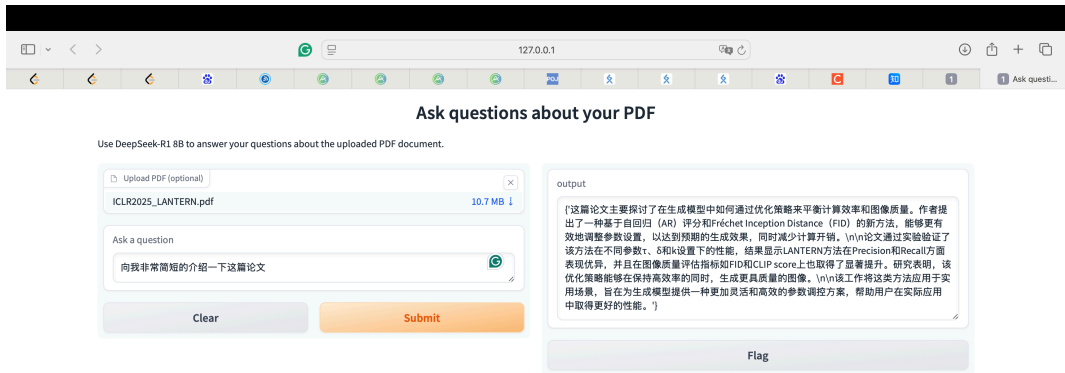 127.0.0.1
POJ
C
知
1
1 Ask questi...
Ask questions about your PDF
Use DeepSeek-R1 8B to answer your questions about the uploaded PDF document.
Upload PDF (optional)
ICLR2025_LANTERN.pdf
10.7 MB ↓
Ask a question
向我非常简短的介绍一下这篇论文
Clear
Submit
output
{'这篇论文主要探讨了在生成模型中如何通过优化策略来平衡计算效率和图像质量。作者提
出了一种基于自回归（AR）评分和Fréchet Inception Distance（FID）的新方法，能够更有
效地调整参数设置，以达到预期的生成效果，同时减少计算开销。\n\n论文通过实验验证了
该方法在不同参数τ、δ和k设置下的性能，结果显示LANTERN方法在Precision和Recall方面
表现优异，并且在图像质量评估指标如FID和CLIP score上也取得了显著提升。研究表明，该
优化策略能够在保持高效率的同时，生成更具质量的图像。\n\n该工作将这类方法应用于实
用场景，旨在为生成模型提供一种更加灵活和高效的参数调控方案，帮助用户在实际应用
中取得更好的性能。'}
Flag